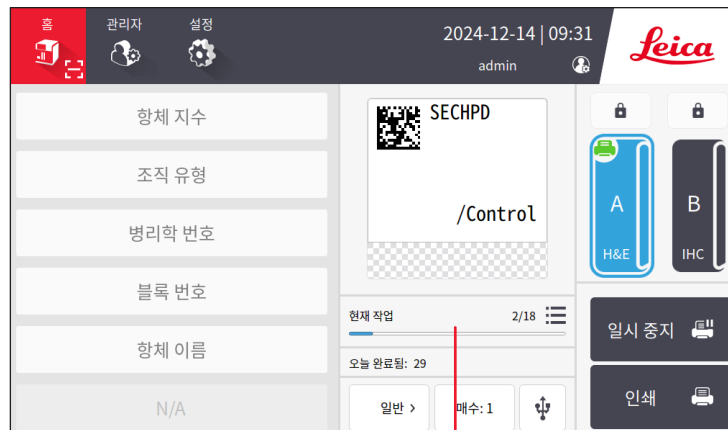 홈 관리자 설정
2024-12-14 | 09:31
admin
Leica
항체 지수
조직 유형
병리학 번호
블록 번호
항체 이름
N/A
SECHPD
/Control
현재 작업 2/18
오늘 완료됨: 29
일반 > 매수: 1
A
H&E
B
IHC
일시 중지
인쇄